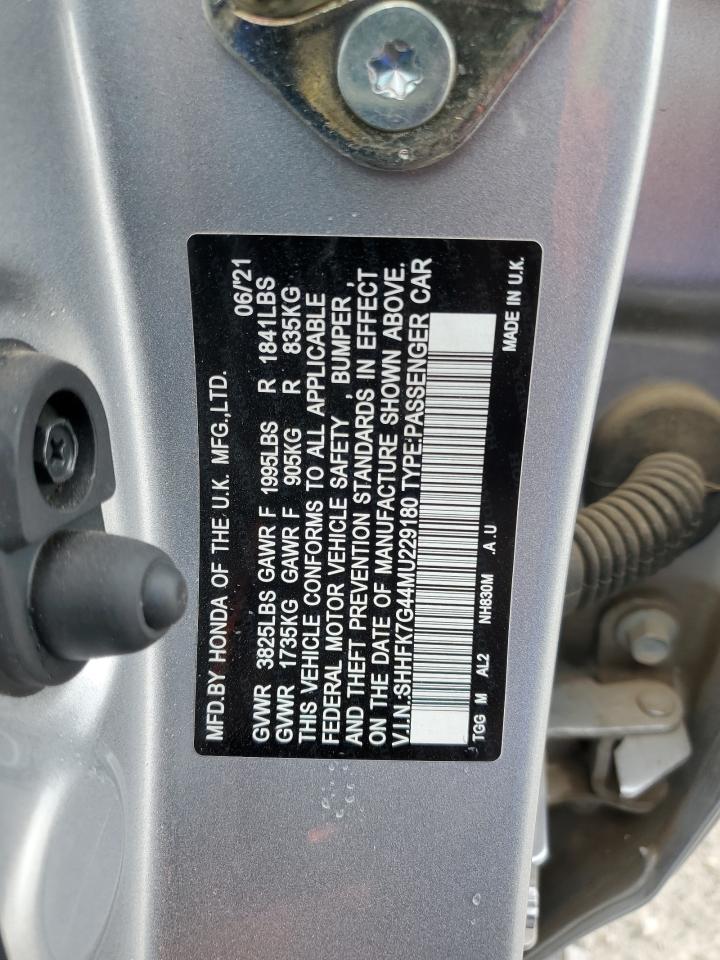 MFD.BY HONDA OF THE U.K. MFG.,LTD. 06/'21
GVWR 3825LBS GAWR F 1995LBS R 1841LBS
GVWR 1735KG GAWR F 905KG R 835KG
THIS VEHICLE CONFORMS TO ALL APPLICABLE
FEDERAL MOTOR VEHICLE SAFETY , BUMPER ,
AND THEFT PREVENTION STANDARDS IN EFFECT
ON THE DATE OF MANUFACTURE SHOWN ABOVE.
V.I.N.:SHHFK7G44MU229180 TYPE:PASSENGER CAR
TGG M AL2 NH830M .A.U MADE IN U.K.